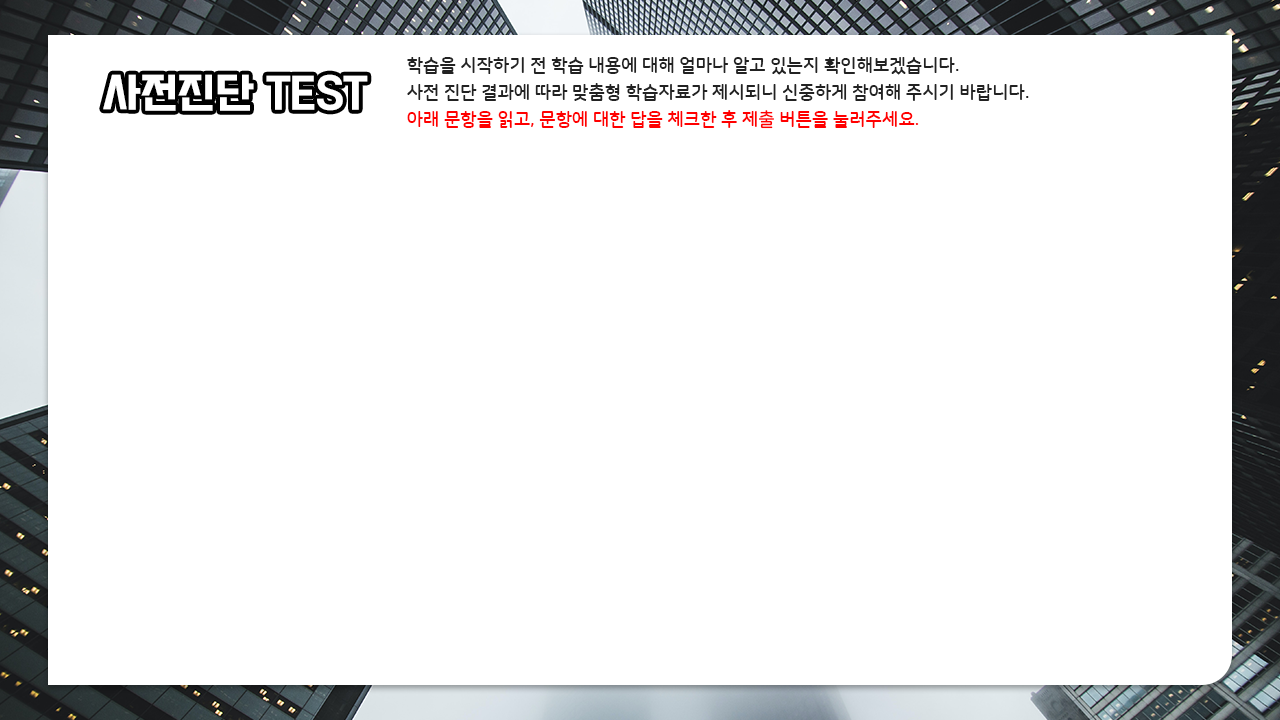 사전진단 TEST
학습을 시작하기 전 학습 내용에 대해 얼마나 알고 있는지 확인해보겠습니다.
사전 진단 결과에 따라 맞춤형 학습자료가 제시되니 신중하게 참여해 주시기 바랍니다.
아래 문항을 읽고, 문항에 대한 답을 체크한 후 제출 버튼을 눌러주세요.